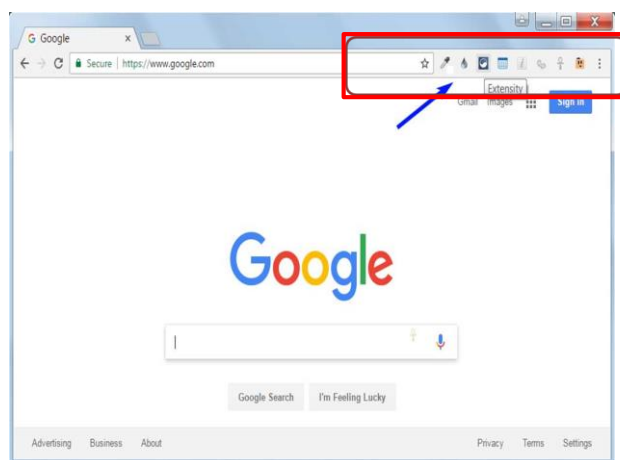 G Google
Secure | https://www.google.com
Extensity
Gmail Images Sign in
Google
Google Search I'm Feeling Lucky
Advertising Business About Privacy Terms Settings